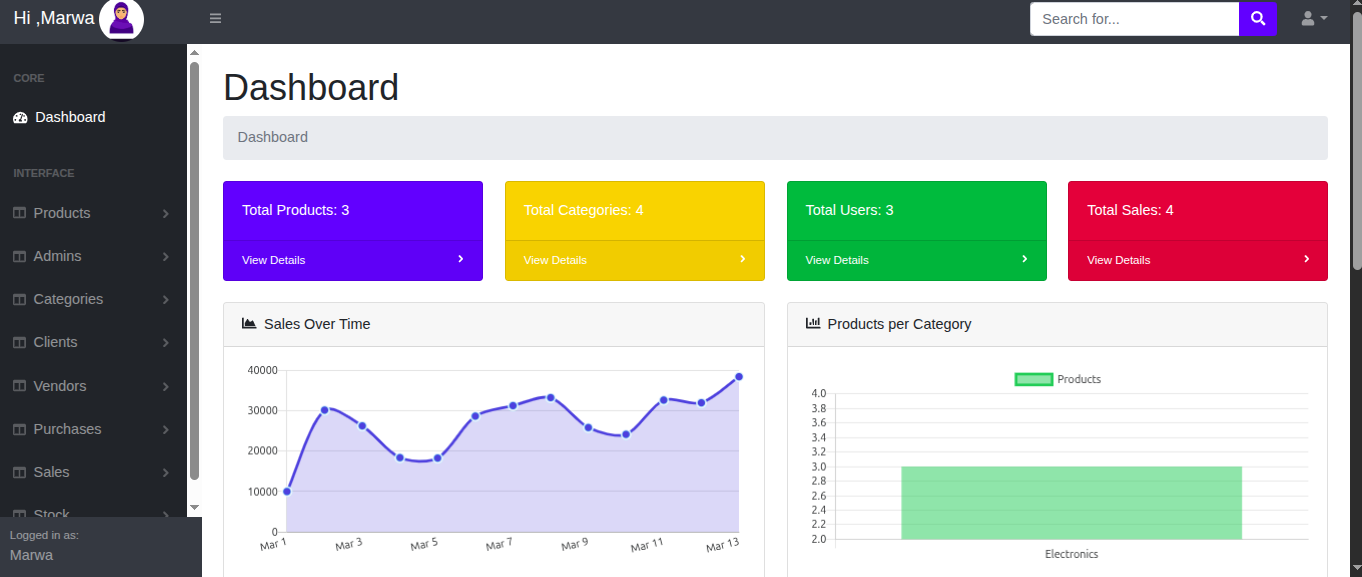 Hi ,Marwa
Search for...
CORE
Dashboard
INTERFACE
Products
Admins
Categories
Clients
Vendors
Purchases
Sales
Stock
Logged in as:
Marwa
Dashboard
Dashboard
Total Products: 3
View Details
Total Categories: 4
View Details
Total Users: 3
View Details
Total Sales: 4
View Details
Sales Over Time
40000
30000
20000
10000
0
Mar 1 Mar 3 Mar 5 Mar 7 Mar 9 Mar 11 Mar 13
Products per Category
Products
4.0
3.8
3.6
3.4
3.2
3.0
2.8
2.6
2.4
2.2
2.0
Electronics